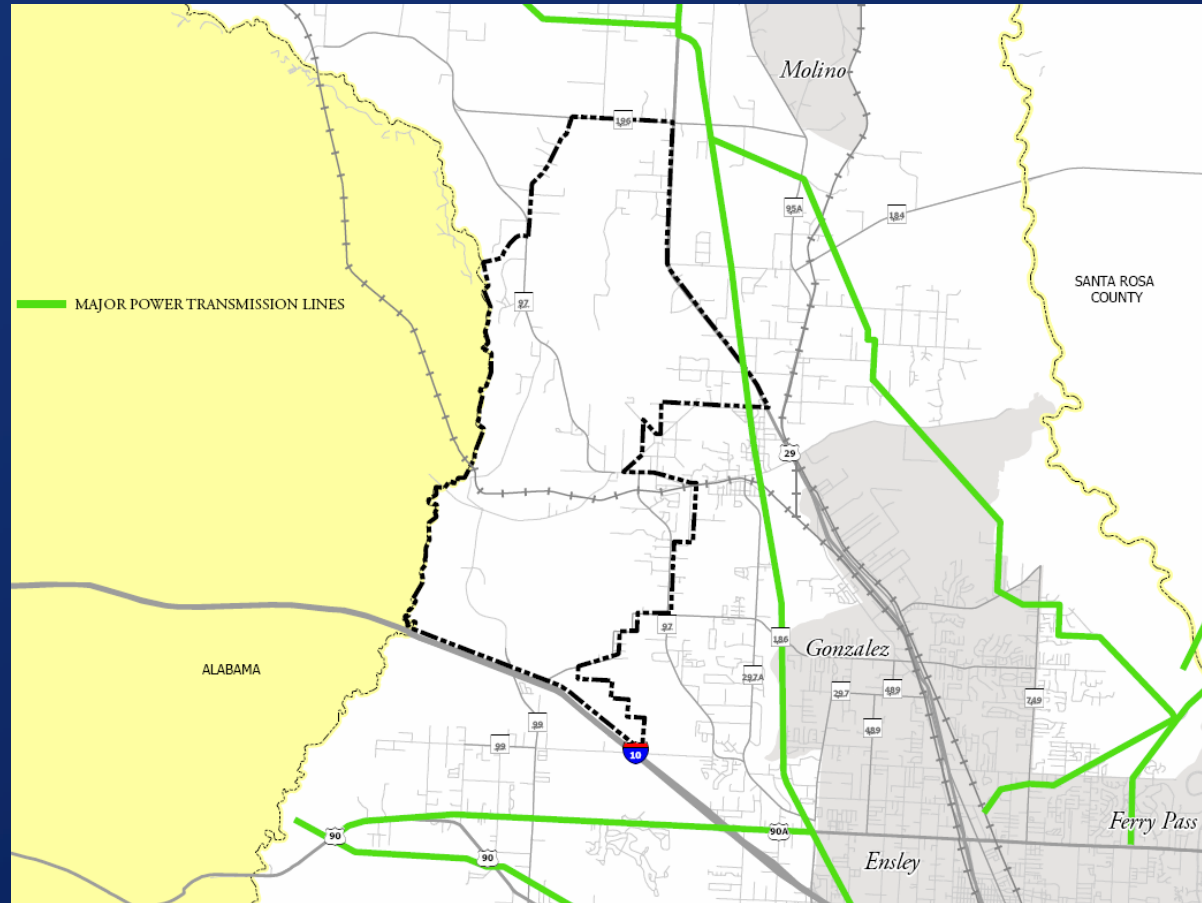 Molino
196
95A
184
SANTA ROSA
COUNTY
97
MAJOR POWER TRANSMISSION LINES
29
97
186
Gonzalez
ALABAMA
297A
297
489
749
99
489
99
10
90
90A
Ferry Pass
90
Ensley